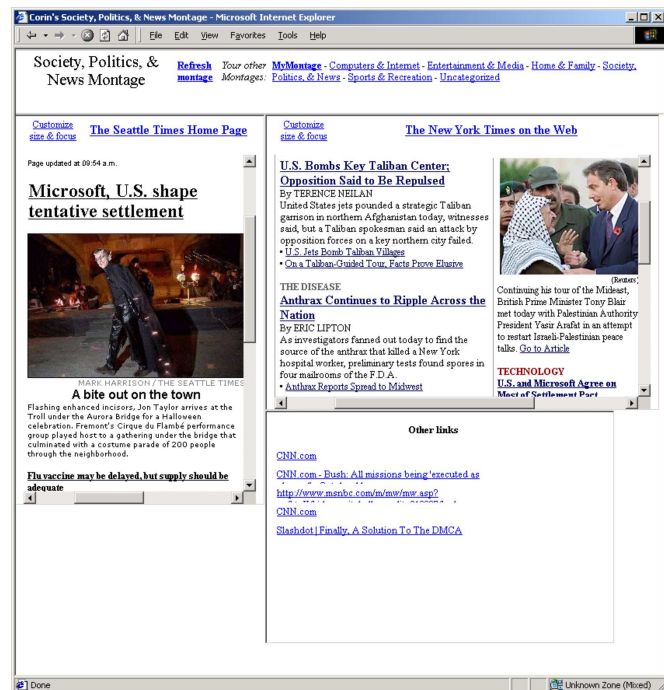 Corin's Society, Politics, & News Montage - Microsoft Internet Explorer
File Edit View Favorites Tools Help
Society, Politics, &
News Montage
Refresh
montage
Your other
Montages:
MyMontage - Computers & Internet - Entertainment & Media - Home & Family - Society,
Politics, & News - Sports & Recreation - Uncategorized
Customize
size & focus
The Seattle Times Home Page
Page updated at 09:54 a.m.
Microsoft, U.S. shape
tentative settlement
MARK HARRISON / THE SEATTLE TIMES
A bite out on the town
Flashing enhanced incisors, Jon Taylor arrives at the
Troll under the Aurora Bridge for a Halloween
celebration. Fremont's Cirque du Flambé performance
group played host to a gathering under the bridge that
culminated with a costume parade of 200 people
through the neighborhood.
Flu vaccine may be delayed, but supply should be
adequate
Customize
size & focus
The New York Times on the Web
U.S. Bombs Key Taliban Center;
Opposition Said to Be Repulsed
By TERENCE NEILAN
United States jets pounded a strategic Taliban
garrison in northern Afghanistan today, witnesses
said, but a Taliban spokesman said an attack by
opposition forces on a key northern city failed.
• U.S. Jets Bomb Taliban Villages
• On a Taliban-Guided Tour, Facts Prove Elusive
THE DISEASE
Anthrax Continues to Ripple Across the
Nation
By ERIC LIPTON
As investigators fanned out today to find the
source of the anthrax that killed a New York
hospital worker, preliminary tests found spores in
four mailrooms of the F.D.A.
• Anthrax Reports Spread to Midwest
(Reuters)
Continuing his tour of the Mideast,
British Prime Minister Tony Blair
met today with Palestinian Authority
President Yasir Arafat in an attempt
to restart Israeli-Palestinian peace
talks. Go to Article
TECHNOLOGY
U.S. and Microsoft Agree on
Most of Settlement Pact
Other links
CNN.com
CNN.com - Bush: All missions being 'executed as
http://www.msnbc.com/m/mw/mw.asp?
CNN.com
Slashdot | Finally, A Solution To The DMCA
Done
Unknown Zone (Mixed)